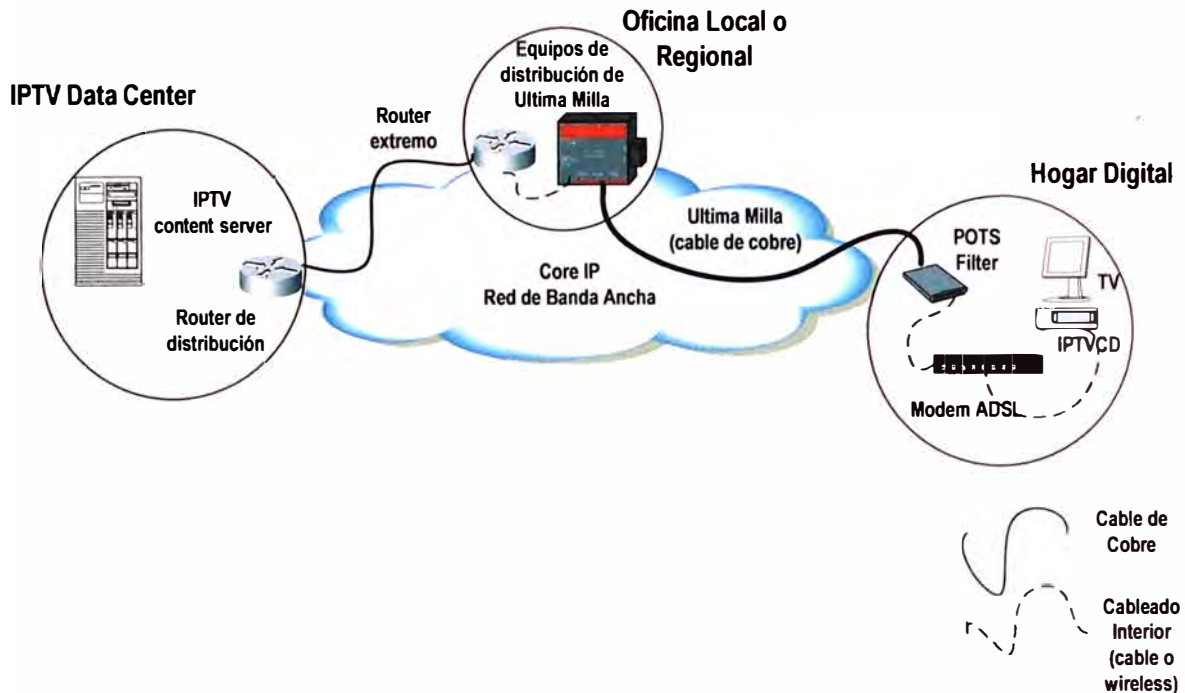 Oficina Local o
Regional
Equipos de
distribución de
Ultima Milla
IPTV Data Center
Router
extremo
Hogar Digital
IPTV
content server
Ultima Milla
(cable de cobre)
POTS
Filter
TV
Core IP
Red de Banda Ancha
Router de
distribución
IPTVCD
Modem ADSL
Cable de
Cobre
Cableado
Interior
(cable o
wireless)